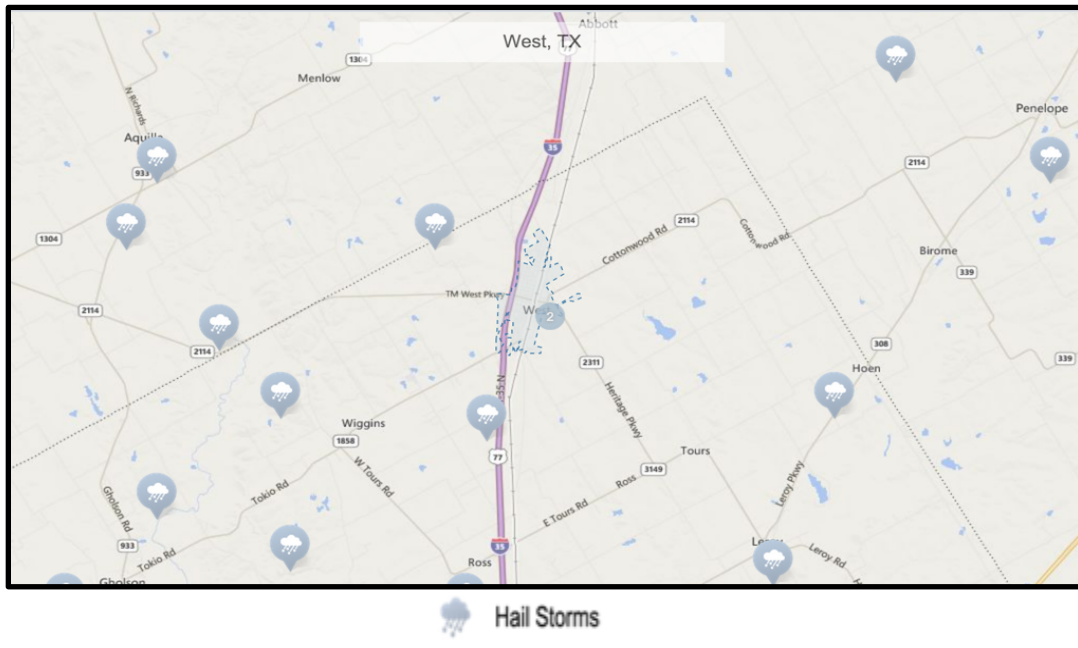 Abbott
West, TX
77
1304
Menlow
N Richards
Penelope
Aquilla
35
2114
933
2114
Cottonwood Rd
Cottonwood Rd
1304
Birome
339
TM West Pkwy
2114
2
2114
308
339
2311
Hoen
35 N
Heritage Pkwy
Wiggins
1858
77
Tours
W Tours Rd
3149
Ross
Leroy Pkwy
Tokio Rd
Gholson Rd
E Tours Rd
933
35
Leroy
Leroy Rd
Tokio Rd
Ross
Gholson
Hail Storms